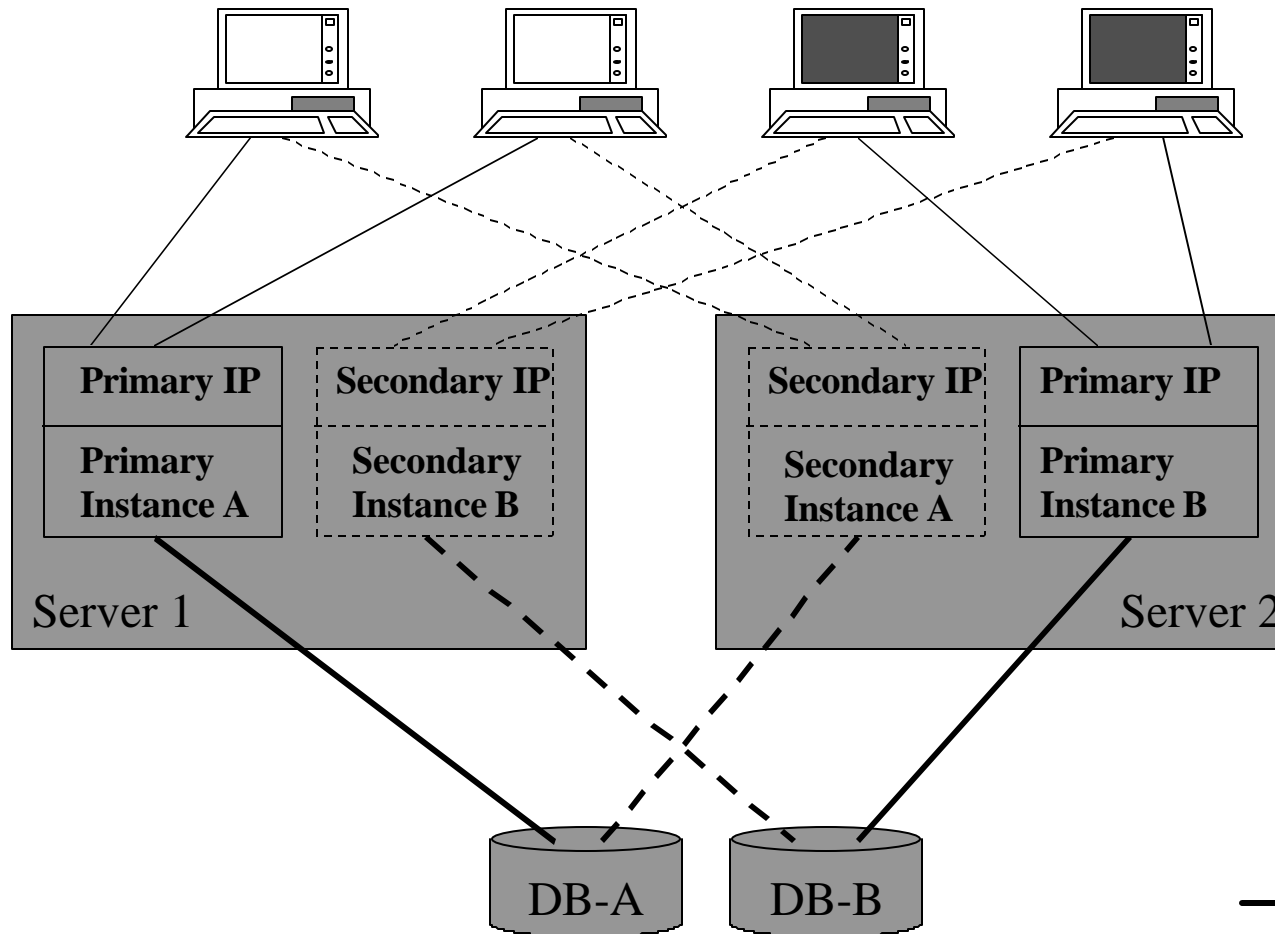 Primary IP
Secondary IP
Secondary IP
Primary IP
Primary
Instance A
Secondary
Instance B
Secondary
Instance A
Primary
Instance B
Server 1
Server 2
DB-A
DB-B